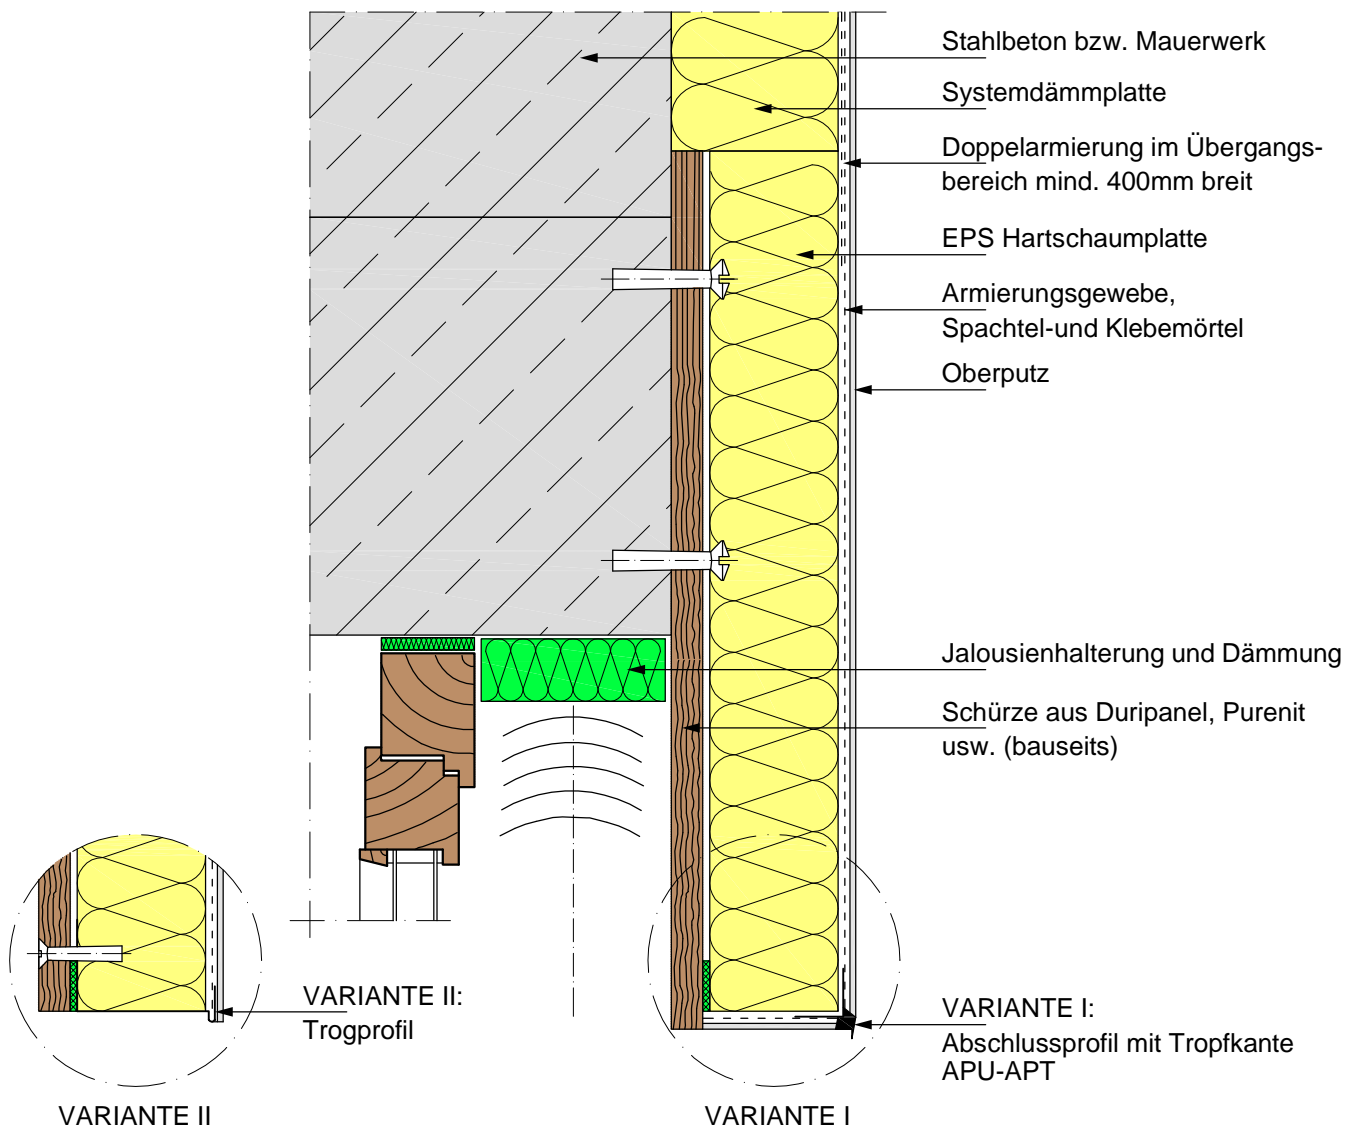 Stahlbeton bzw. Mauerwerk
Systemdämmplatte
Doppelarmierung im Übergangs-
bereich mind. 400mm breit
EPS Hartschaumplatte
Armierungsgewebe,
Spachtel-und Klebemörtel
Oberputz
Jalousienhalterung und Dämmung
Schürze aus Duripanel, Purenit
usw. (bauseits)
VARIANTE II:
Trogprofil
VARIANTE I:
Abschlussprofil mit Tropfkante
APU-APT
VARIANTE II
VARIANTE I